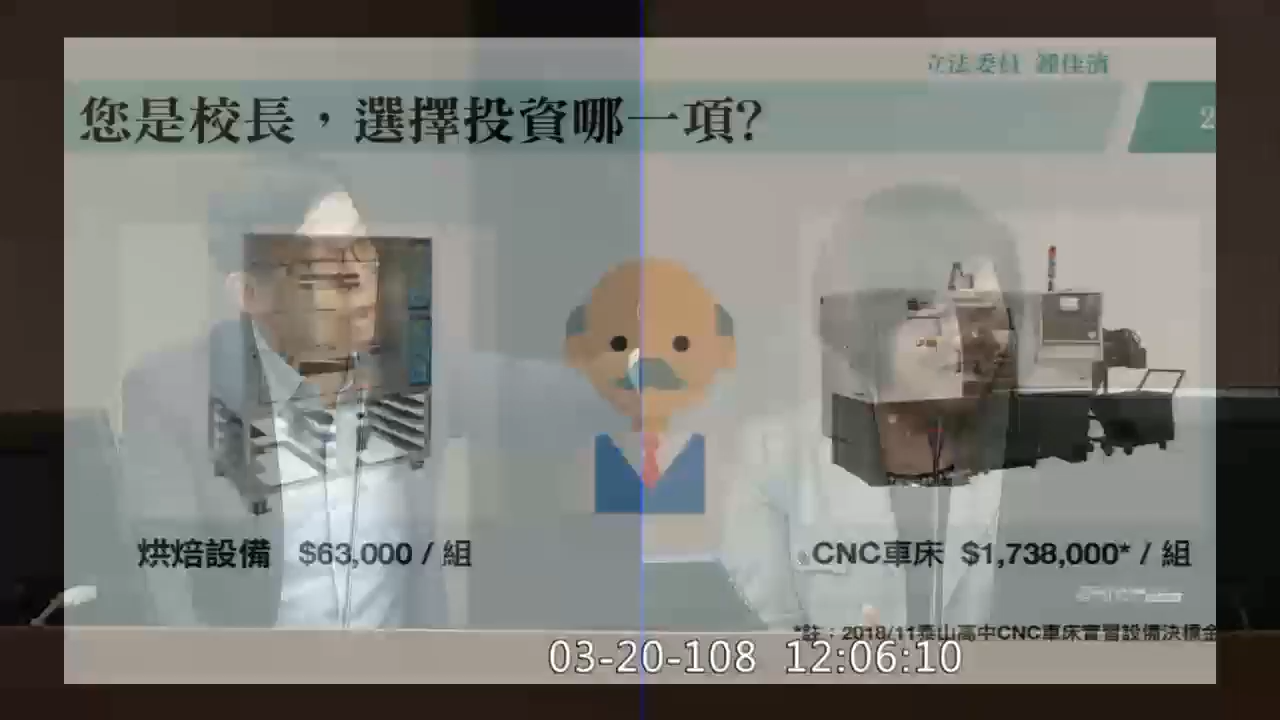 立法委員 鍾佳濱
您是校長，選擇投資哪一項?
2
烘焙設備 $63,000 / 組
CNC車床 $1,738,000* / 組
*註：2018/11泰山高中CNC車床實習設備決標金
03-20-108 12:06:10